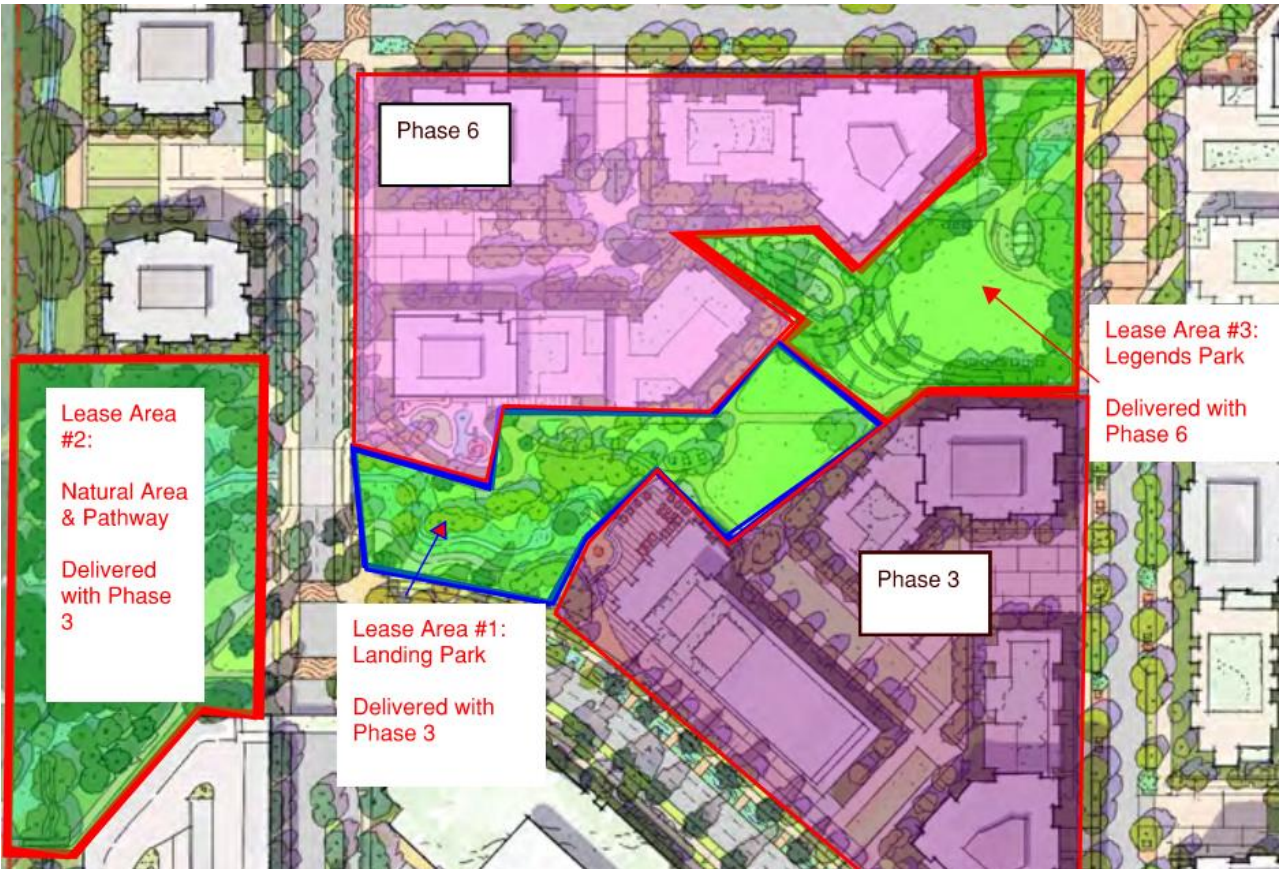 Phase 6
Lease Area #3:
Legends Park
Delivered with
Phase 6
Lease Area
#2:
Natural Area
& Pathway
Delivered
with Phase
3
Phase 3
Lease Area #1:
Landing Park
Delivered with
Phase 3